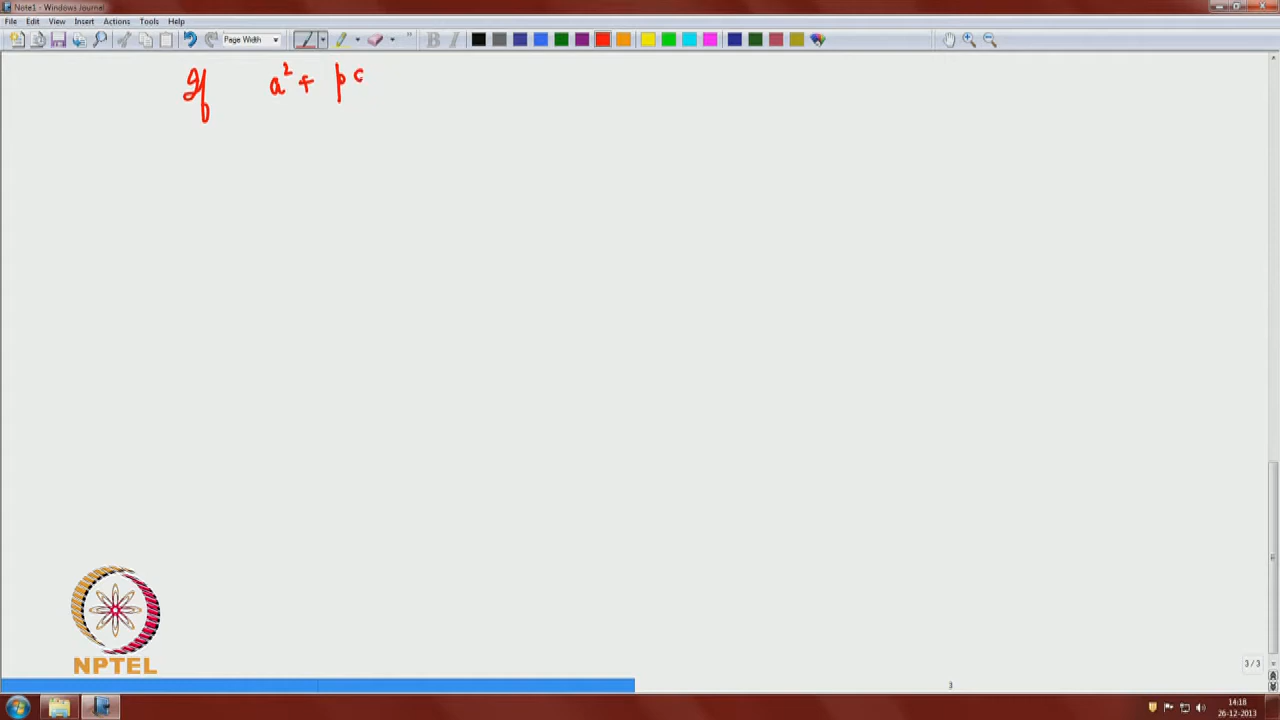 Note1 - Windows Journal
File Edit View Insert Actions Tools Help
Page Width
If a² + pc
NPTEL
3/3
3
14:18
26-12-2013